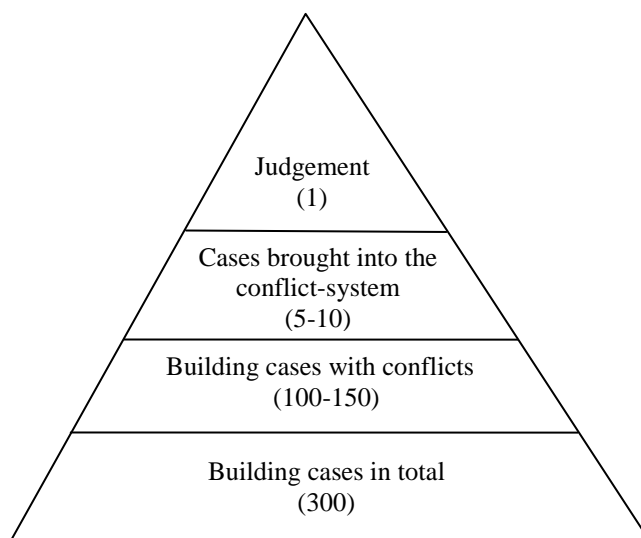 Judgement
(1)
Cases brought into the
conflict-system
(5-10)
Building cases with conflicts
(100-150)
Building cases in total
(300)